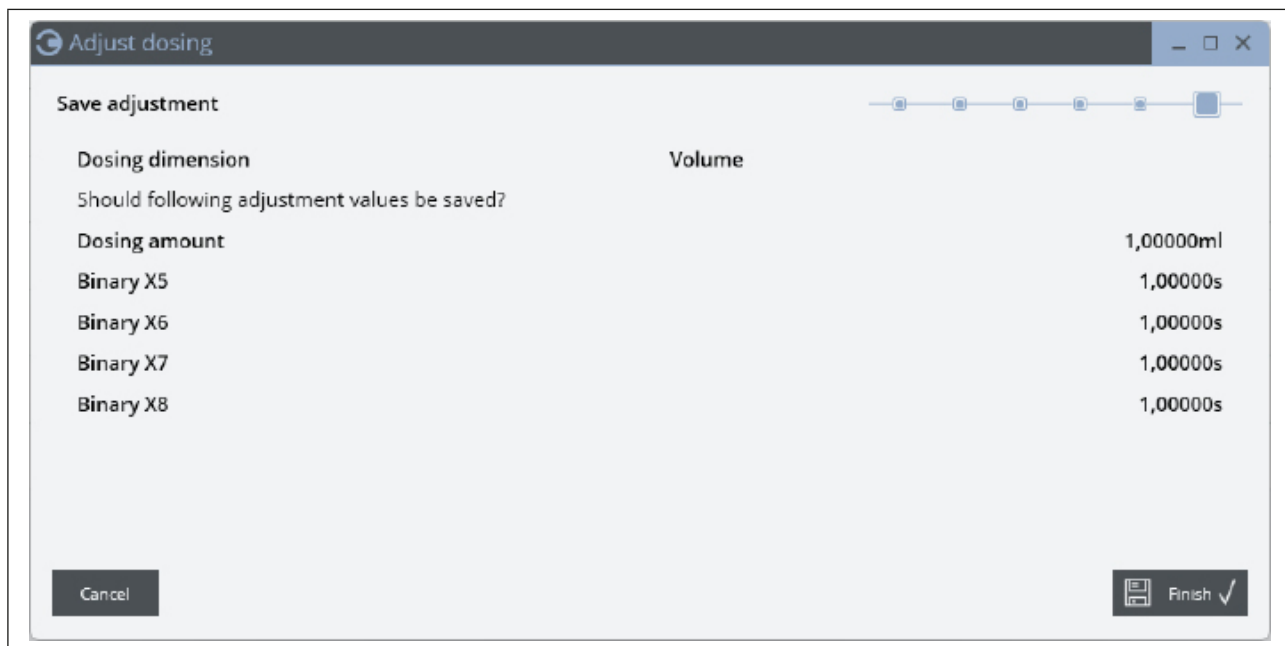 Adjust dosing
Save adjustment
Dosing dimension Volume
Should following adjustment values be saved?
Dosing amount 1,00000ml
Binary X5 1,00000s
Binary X6 1,00000s
Binary X7 1,00000s
Binary X8 1,00000s
Cancel Finish